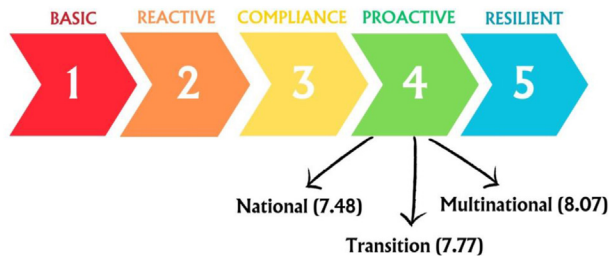 BASIC REACTIVE COMPLIANCE PROACTIVE RESILIENT
1 2 3 4 5
National (7.48) Multinational (8.07)
Transition (7.77)